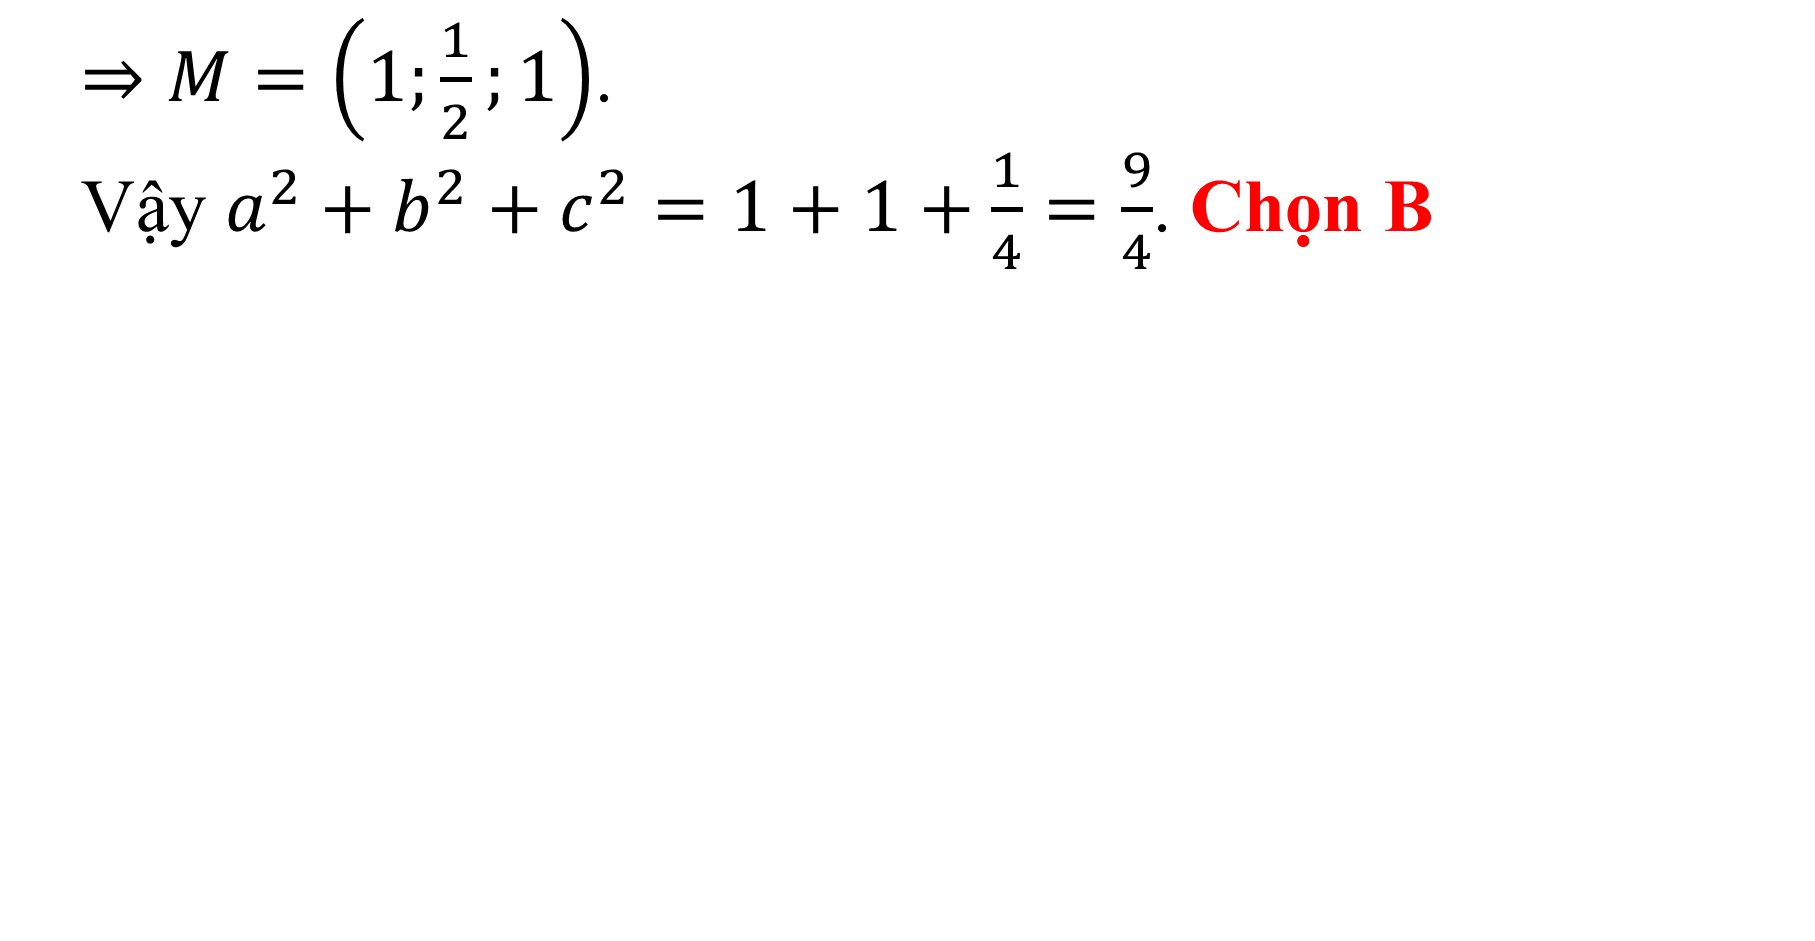 ⇒ M = (1; 1/2 ; 1).
Vậy a² + b² + c² = 1 + 1 + 1/4 = 9/4. Chọn B